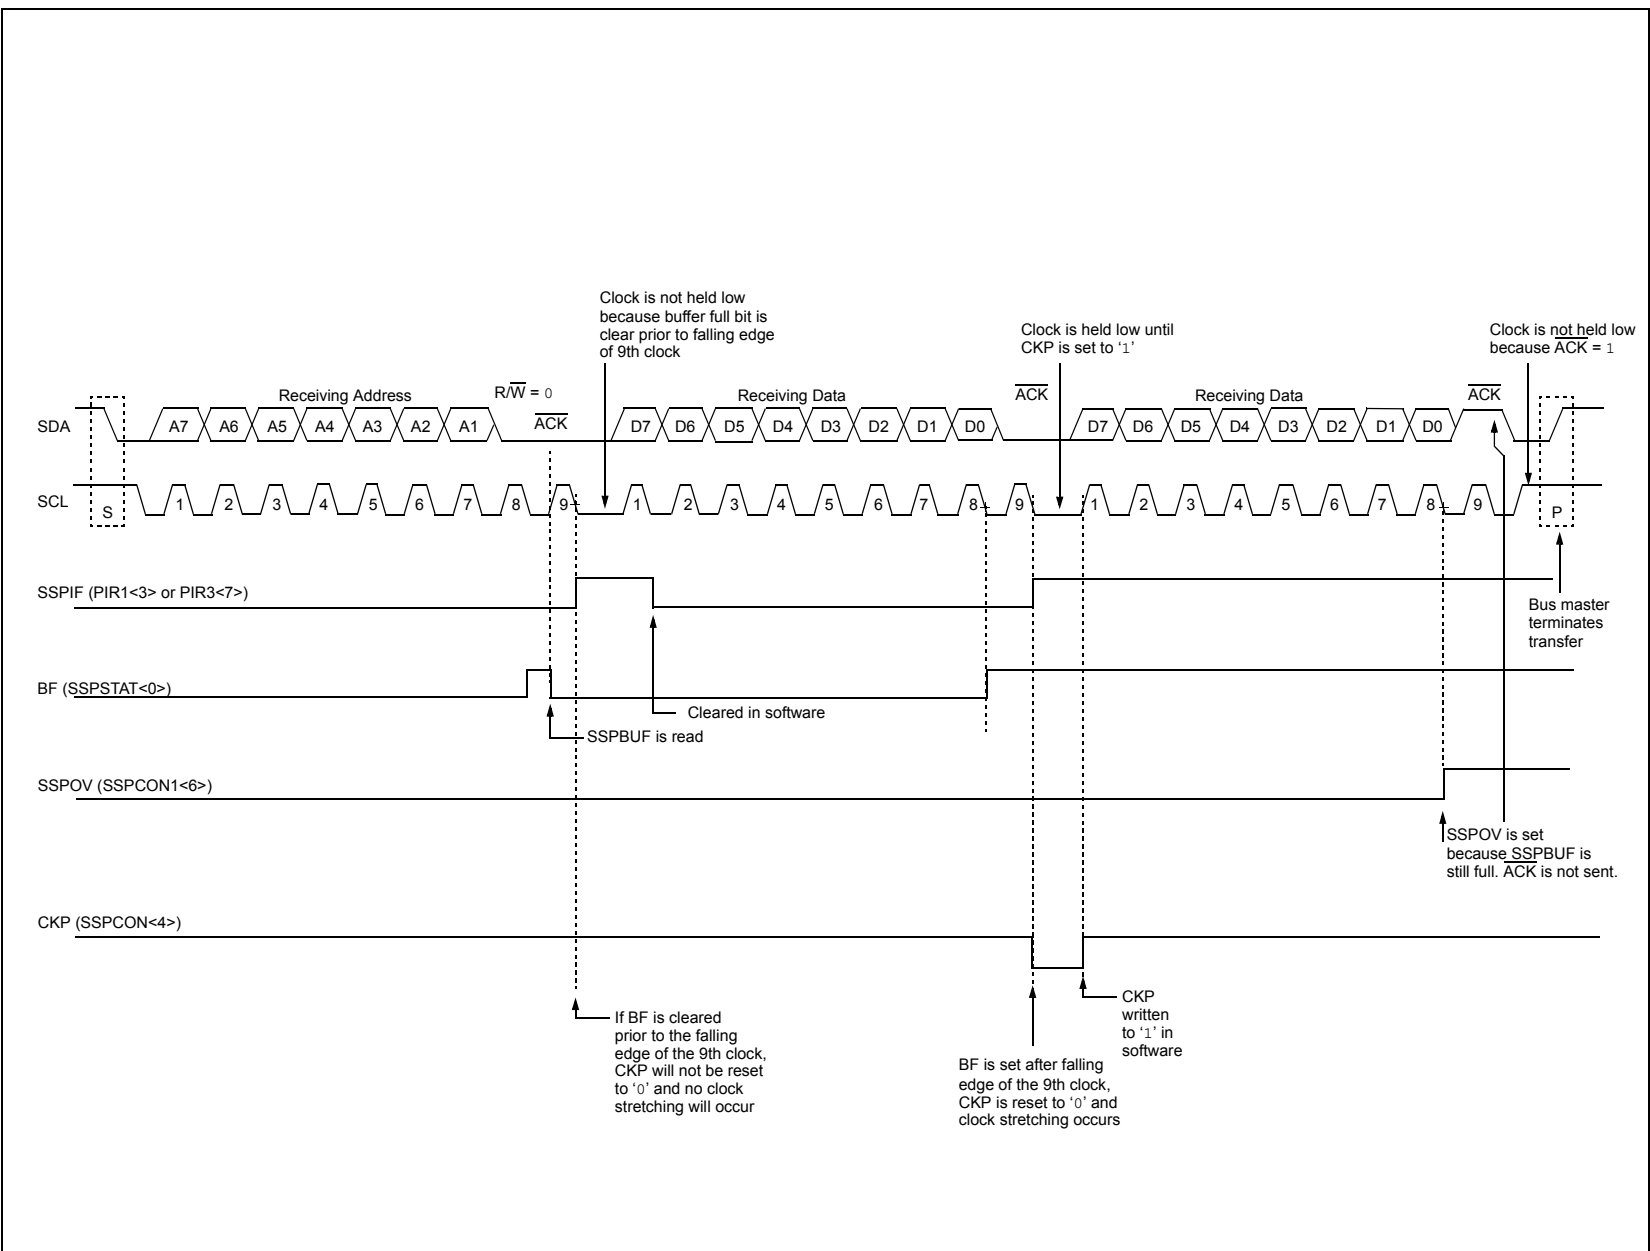 Clock is not held low
because buffer full bit is
clear prior to falling edge
of 9th clock
Clock is held low until
CKP is set to ‘1’
Clock is not held low
because ACK = 1
Receiving Address
R/W = 0
ACK
Receiving Data
ACK
Receiving Data
ACK
SDA
A7 A6 A5 A4 A3 A2 A1
D7 D6 D5 D4 D3 D2 D1 D0
D7 D6 D5 D4 D3 D2 D1 D0
SCL
S
1 2 3 4 5 6 7 8 9
1 2 3 4 5 6 7 8 9
1 2 3 4 5 6 7 8 9
P
SSPIF (PIR1<3> or PIR3<7>)
Bus master
terminates
transfer
BF (SSPSTAT<0>)
Cleared in software
SSPBUF is read
SSPOV (SSPCON1<6>)
SSPOV is set
because SSPBUF is
still full. ACK is not sent.
CKP (SSPCON<4>)
CKP
written
to ‘1’ in
software
If BF is cleared
prior to the falling
edge of the 9th clock,
CKP will not be reset
to ‘0’ and no clock
stretching will occur
BF is set after falling
edge of the 9th clock,
CKP is reset to ‘0’ and
clock stretching occurs